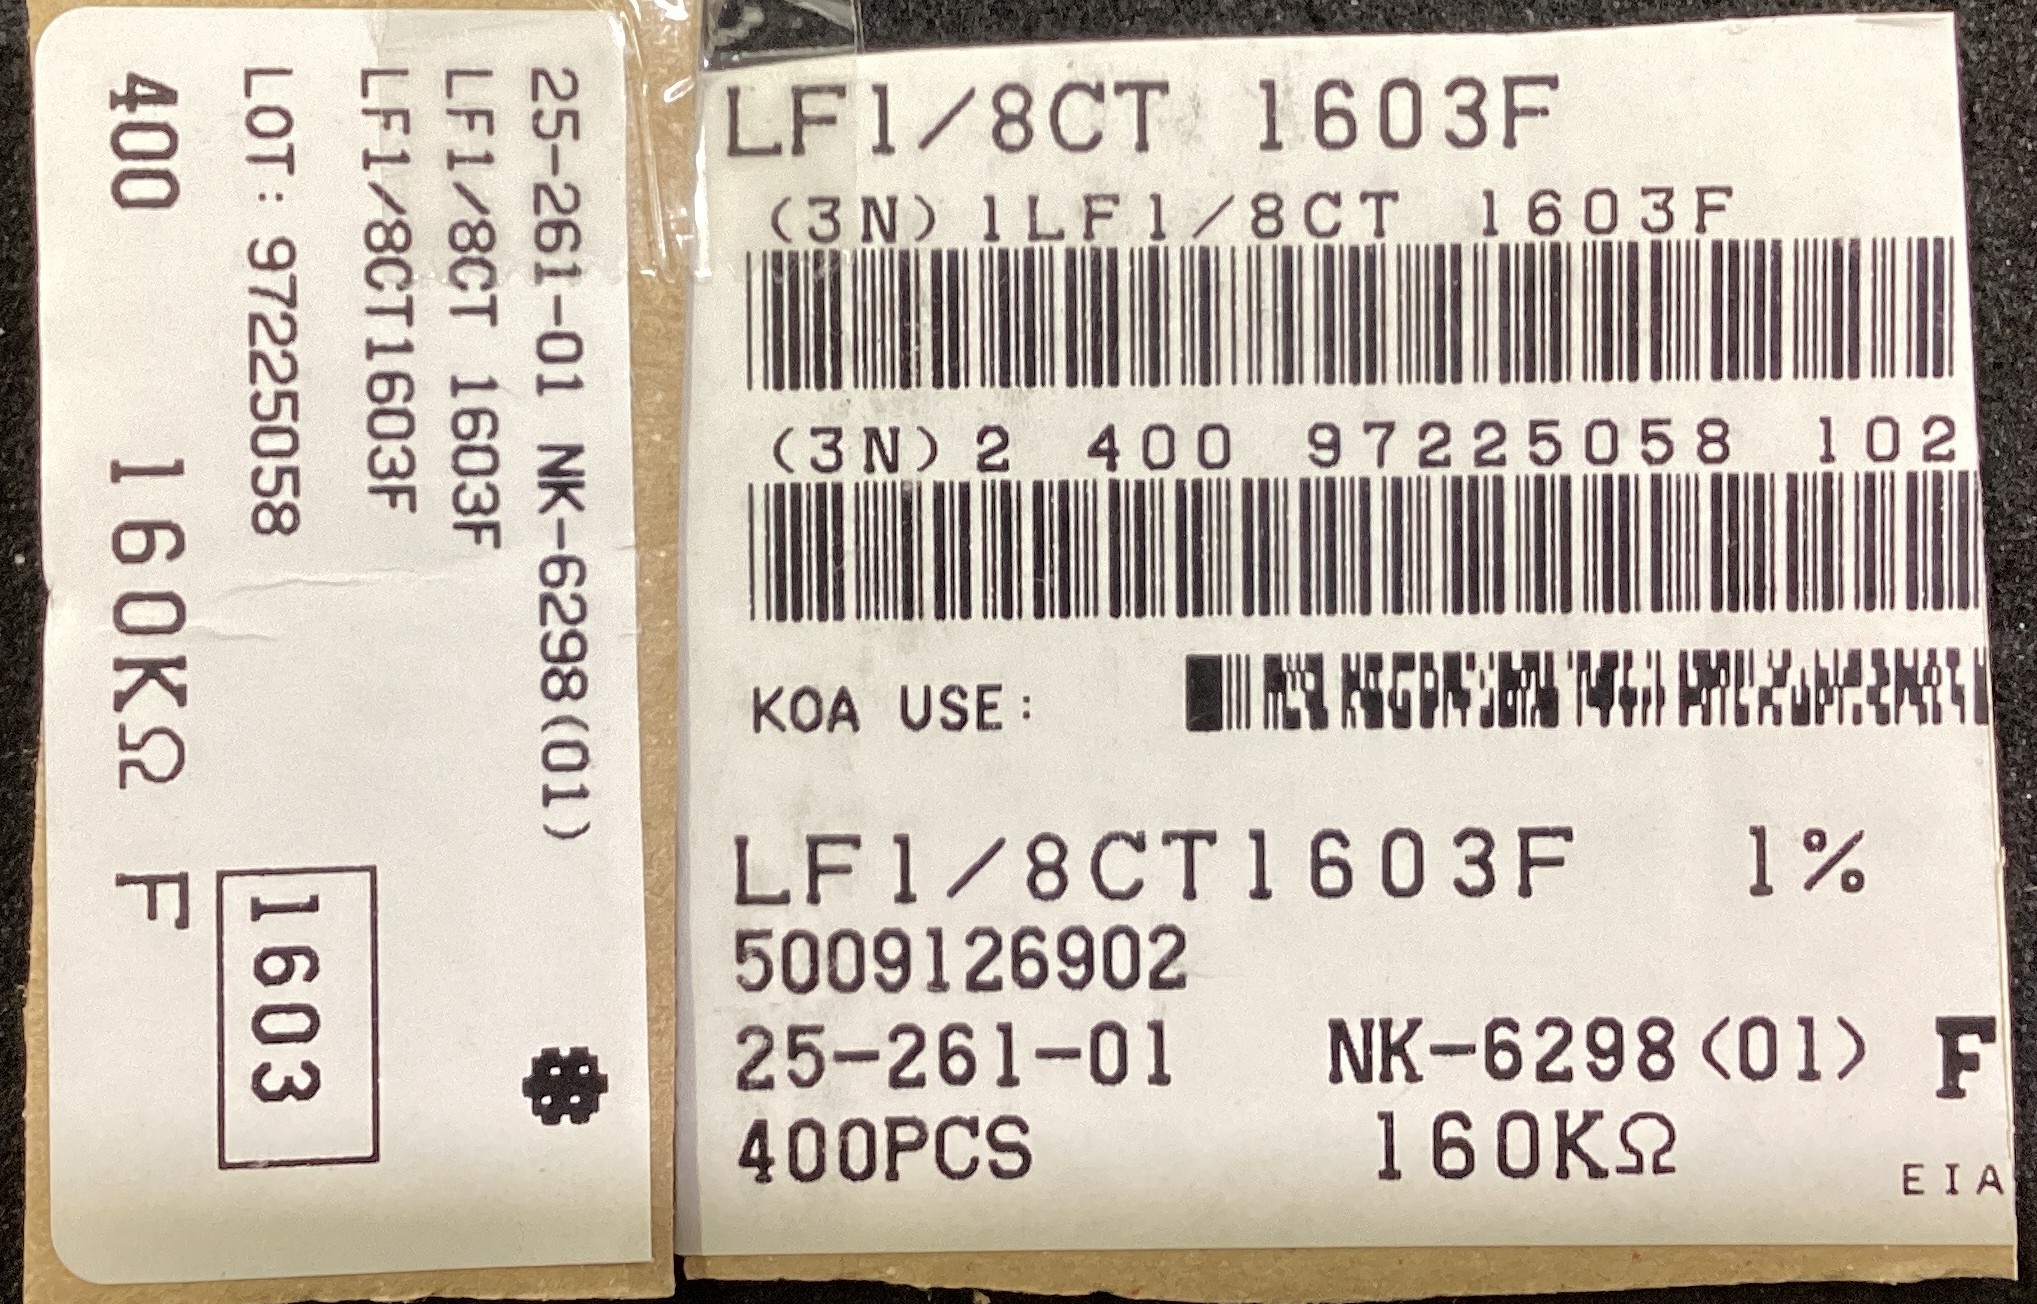 25-261-01 NK-6298(01)
LF1/8CT 1603F
LF1/8CT1603F
LOT: 97225058
1603
400 160KΩ F
LF1/8CT 1603F
(3N)1LF1/8CT 1603F
(3N)2 400 97225058 102
KOA USE:
LF1/8CT1603F 1%
5009126902
25-261-01 NK-6298(01) F
400PCS 160KΩ
EIA